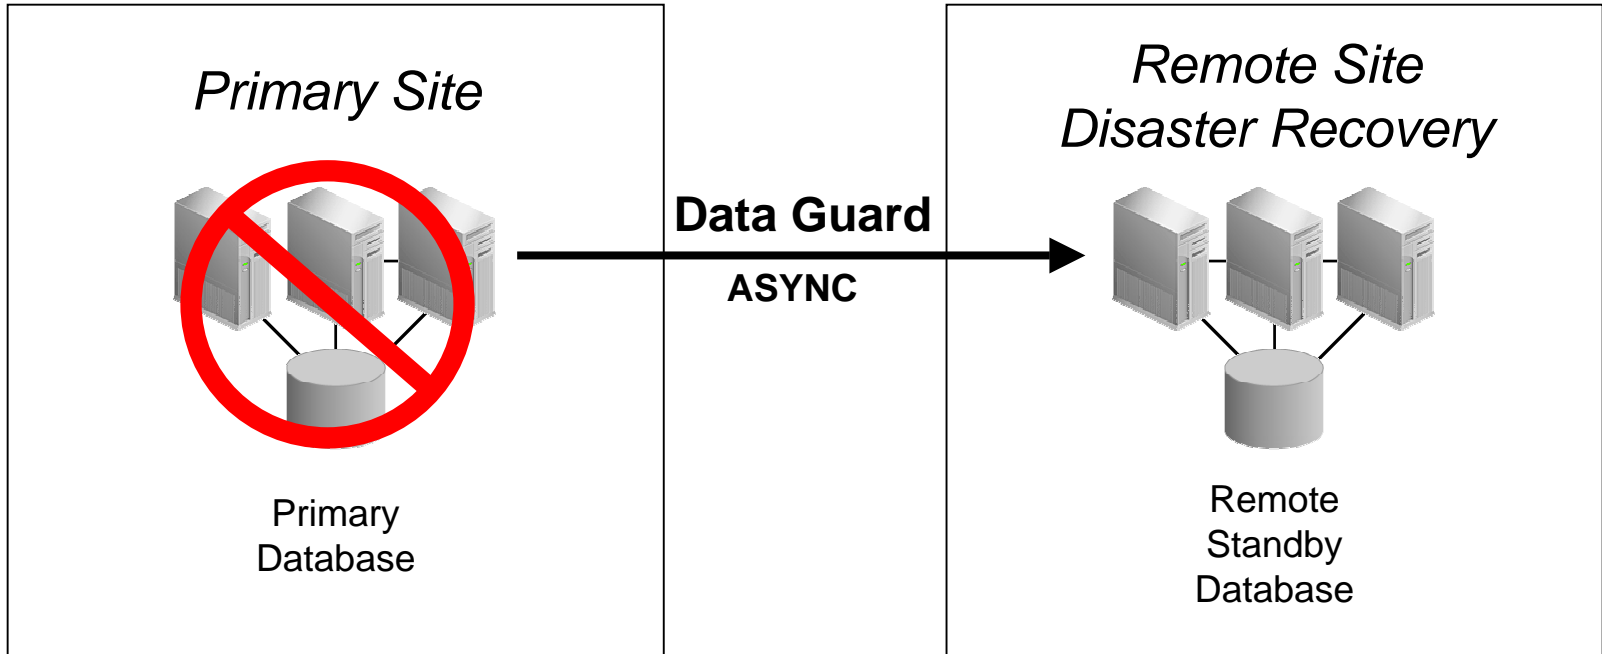 Primary Site
Primary
Database
Data Guard
ASYNC
Remote Site
Disaster Recovery
Remote
Standby
Database